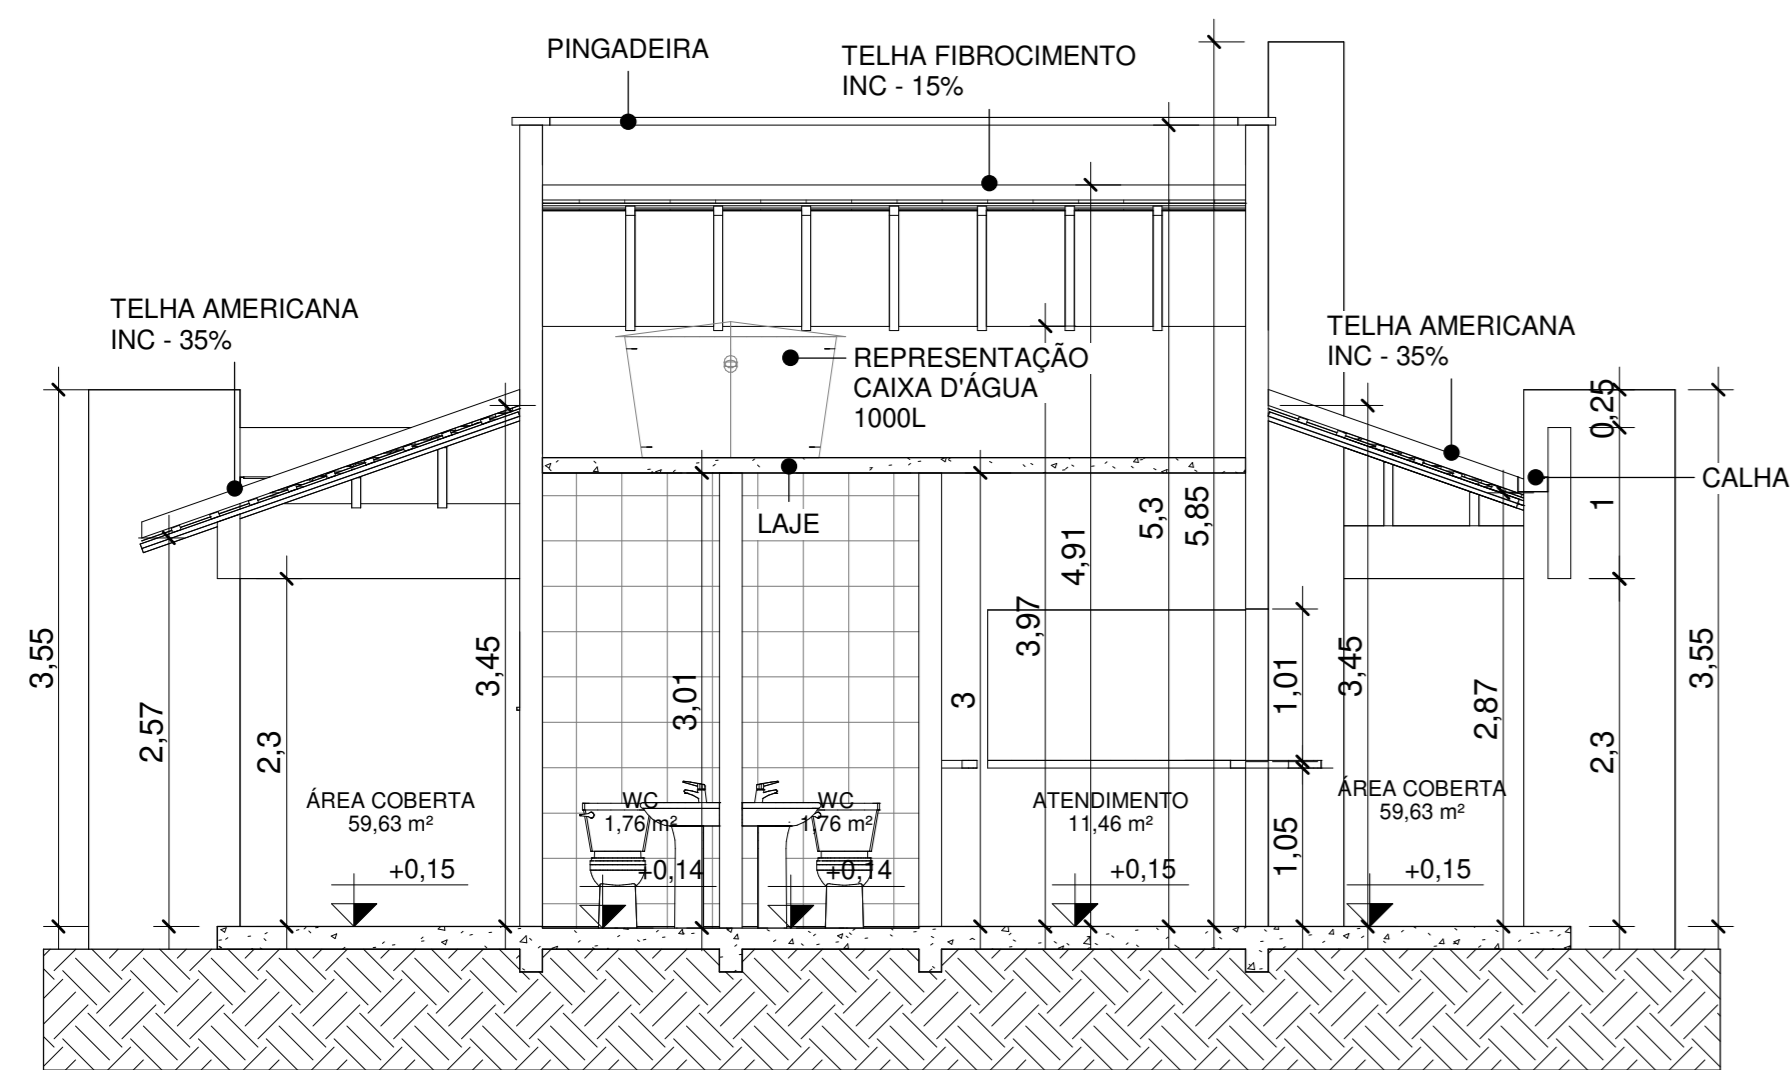 PINGADEIRA
TELHA FIBROCIMENTO
INC - 15%
TELHA AMERICANA
INC - 35%
TELHA AMERICANA
INC - 35%
REPRESENTAÇÃO
CAIXA D'ÁGUA
1000L
CALHA
LAJE
3,55
2,57
2,3
3,45
3,01
3
3,97
4,91
5,3
5,85
1,01
1,05
3,45
2,87
0,25
1
2,3
3,55
ÁREA COBERTA
59,63 m²
WC
1,76 m²
WC
1,76 m²
ATENDIMENTO
11,46 m²
ÁREA COBERTA
59,63 m²
+0,15
+0,14
+0,14
+0,15
+0,15